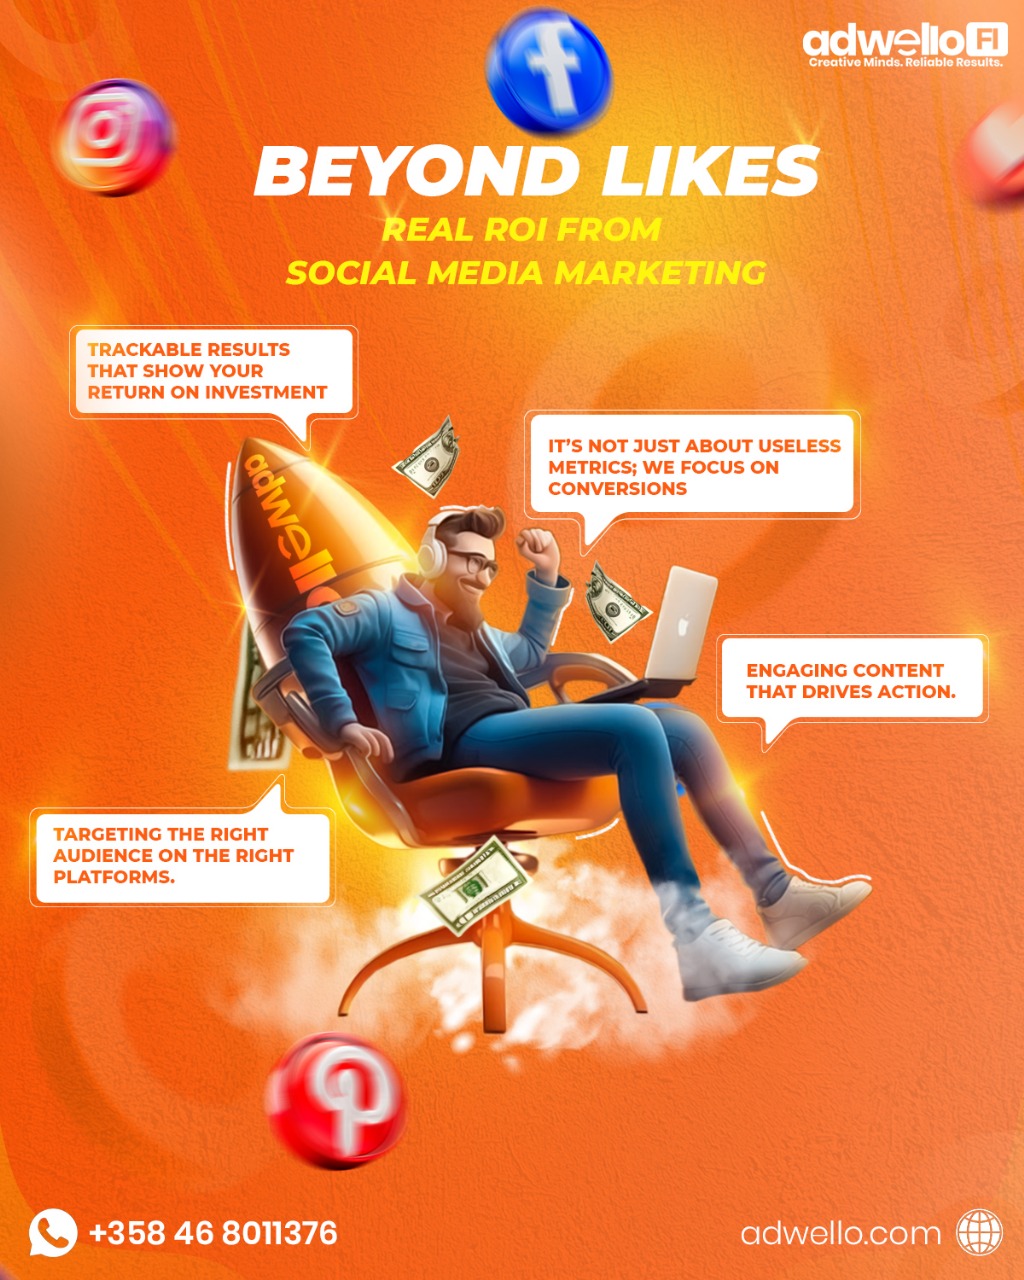 adwello FI
Creative Minds. Reliable Results.
BEYOND LIKES
REAL ROI FROM
SOCIAL MEDIA MARKETING
TRACKABLE RESULTS
THAT SHOW YOUR
RETURN ON INVESTMENT
IT'S NOT JUST ABOUT USELESS
METRICS; WE FOCUS ON
CONVERSIONS
adwello
ENGAGING CONTENT
THAT DRIVES ACTION.
TARGETING THE RIGHT
AUDIENCE ON THE RIGHT
PLATFORMS.
+358 46 8011376
adwello.com